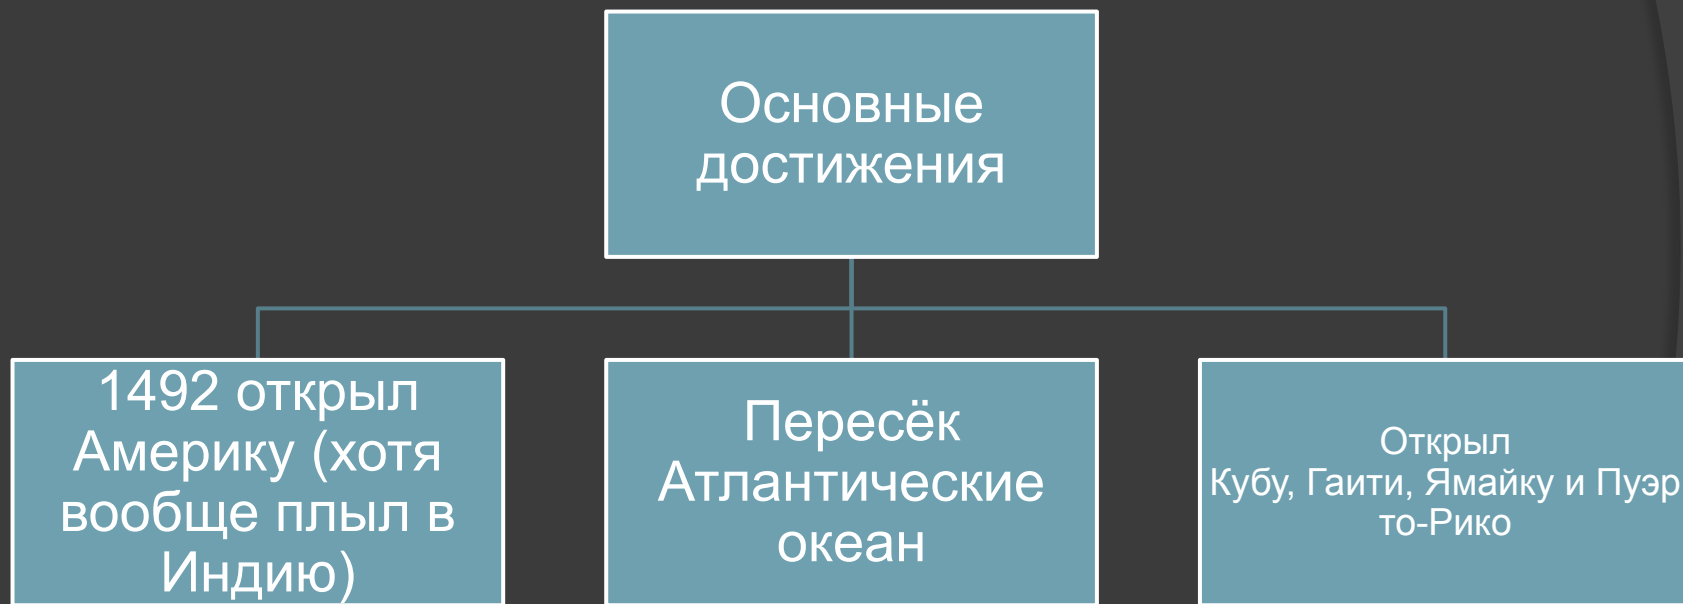 Основные
достижения
1492 открыл
Америку (хотя
вообще плыл в
Индию)
Пересёк
Атлантические
океан
Открыл
Кубу, Гаити, Ямайку и Пуэр
то-Рико